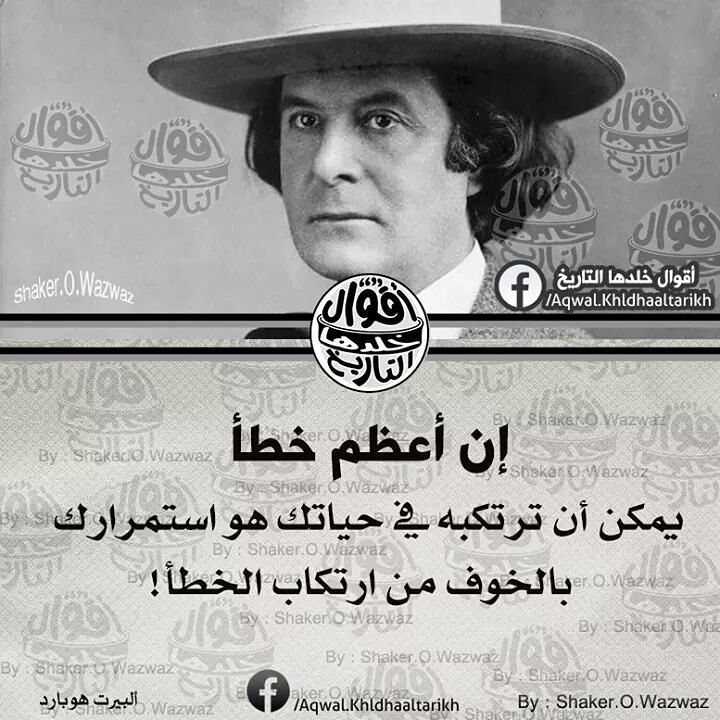 أقوال خلدها التاريخ
/Aqwal.Khldhaaltarikh
shaker.O.Wazwaz
أقوال
خلدها
التاريخ
إن أعظم خطأ
يمكن أن ترتكبه في حياتك هو استمرارك
بالخوف من ارتكاب الخطأ!
ألبيرت هوبارد
/Aqwal.Khldhaaltarikh
By : Shaker.O.Wazwaz